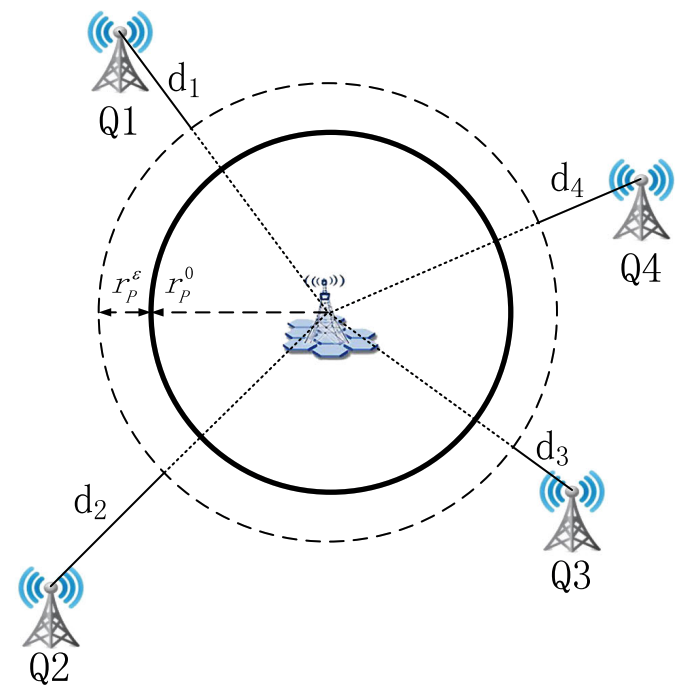 d₁
Q1
d₄
Q4
r_p^ε r_p^0
d₃
d₂
Q3
Q2